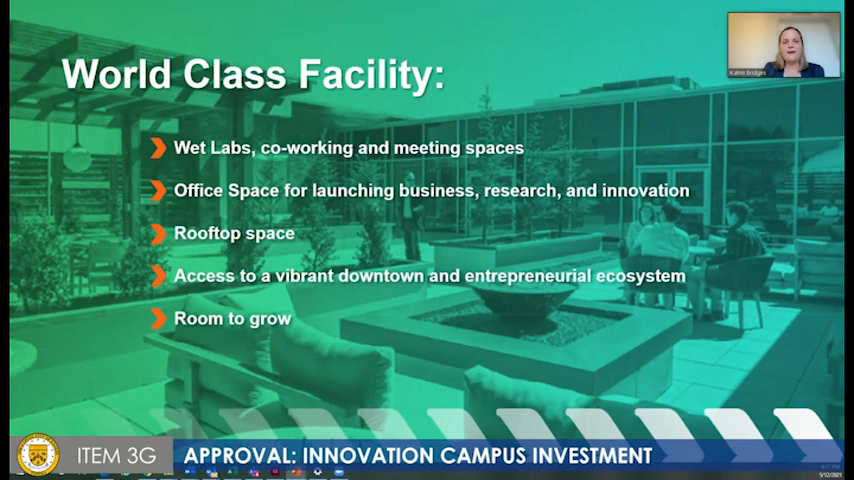 World Class Facility:
Katrin Bridges
Wet Labs, co-working and meeting spaces
Office Space for launching business, research, and innovation
Rooftop space
Access to a vibrant downtown and entrepreneurial ecosystem
Room to grow
ITEM 3G
APPROVAL: INNOVATION CAMPUS INVESTMENT